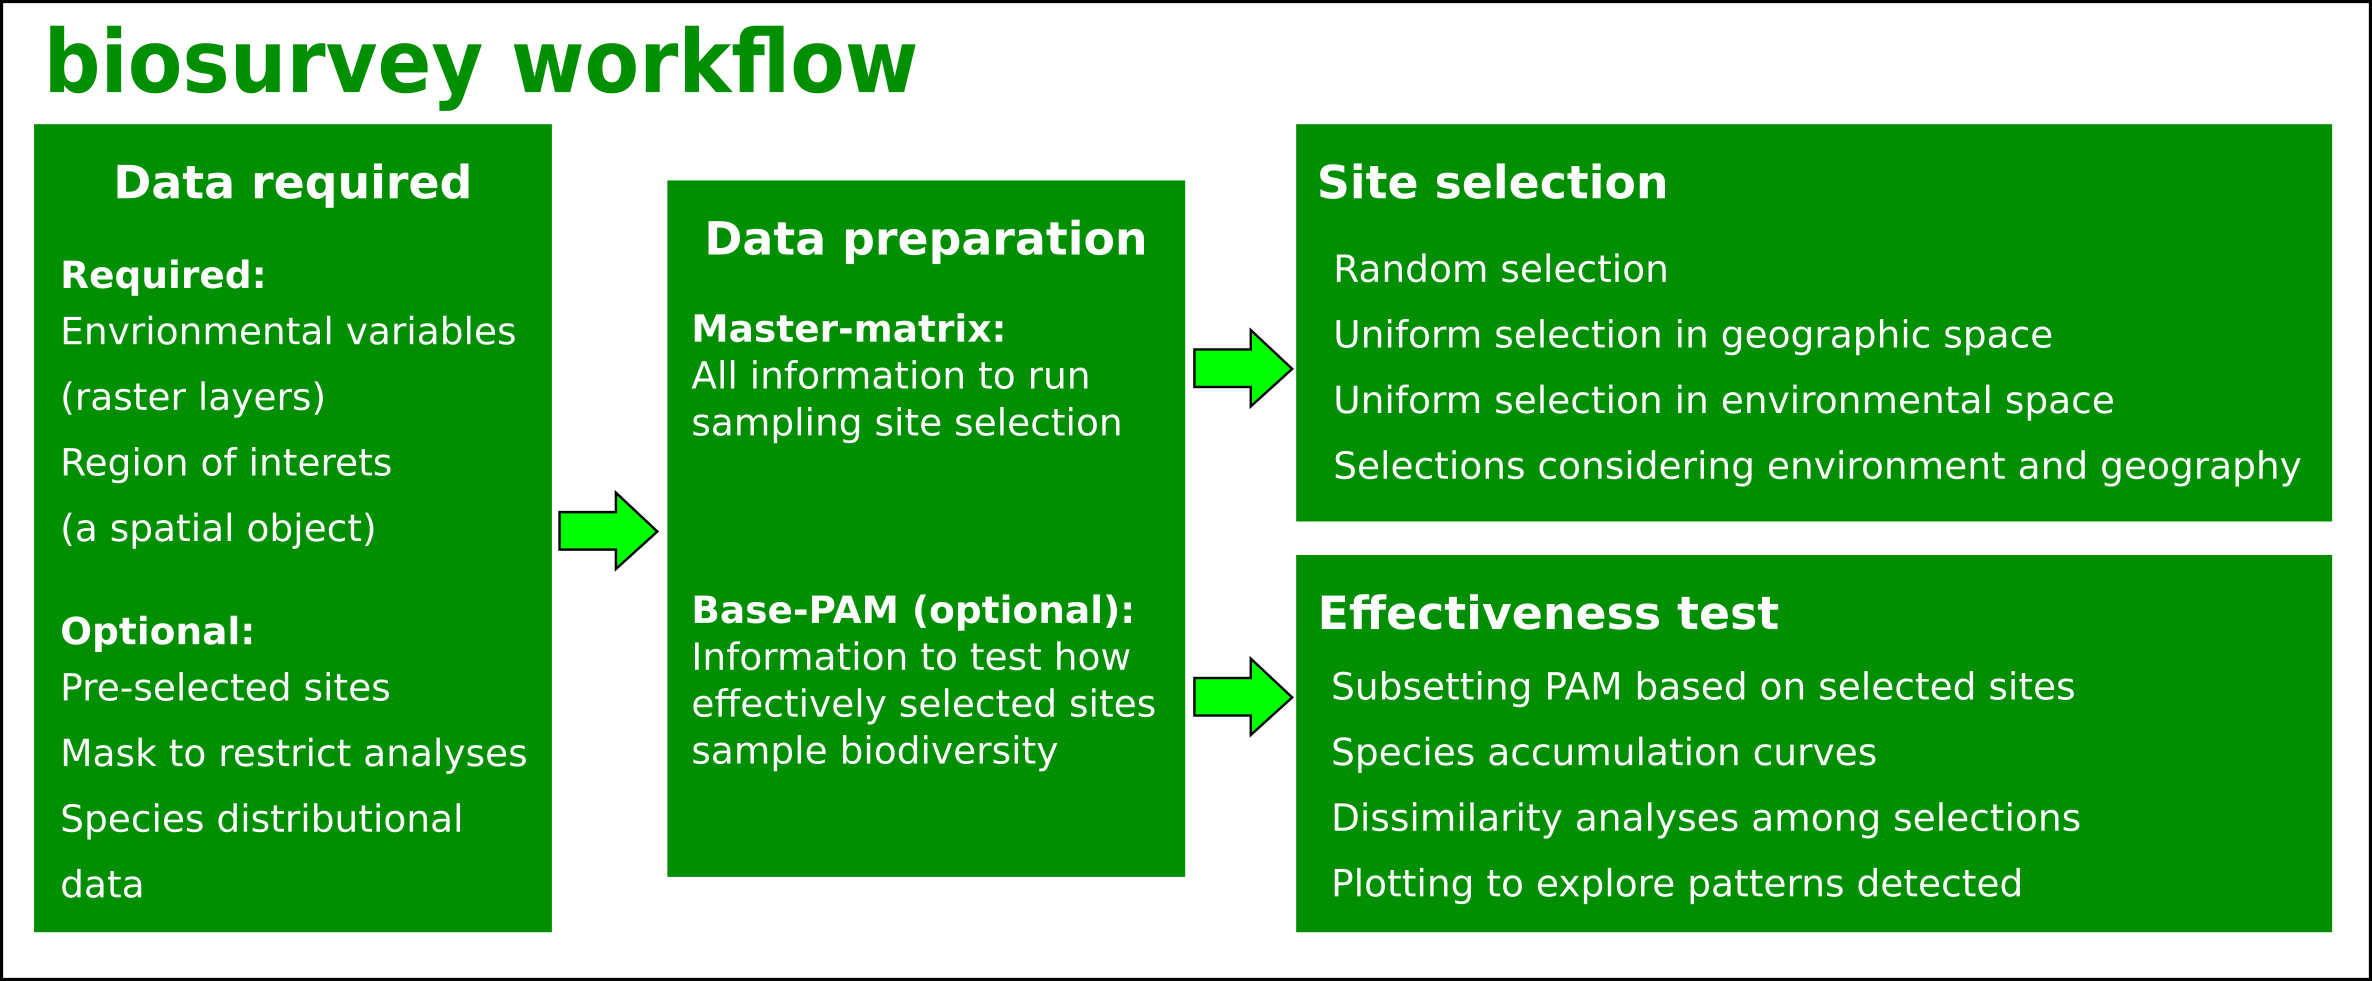 biosurvey workflow
Data required
Required:
Envrionmental variables
(raster layers)
Region of interets
(a spatial object)
Optional:
Pre-selected sites
Mask to restrict analyses
Species distributional
data
Data preparation
Master-matrix:
All information to run
sampling site selection
Base-PAM (optional):
Information to test how
effectively selected sites
sample biodiversity
Site selection
Random selection
Uniform selection in geographic space
Uniform selection in environmental space
Selections considering environment and geography
Effectiveness test
Subsetting PAM based on selected sites
Species accumulation curves
Dissimilarity analyses among selections
Plotting to explore patterns detected